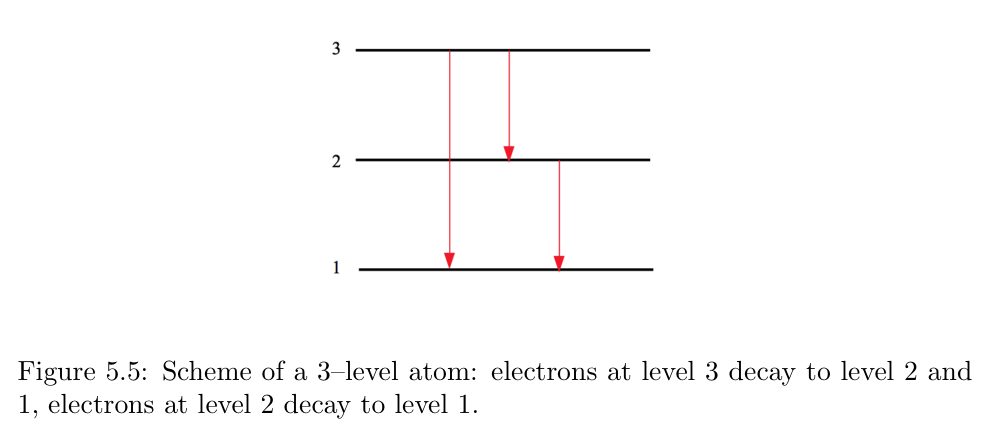 3
2
1
Figure 5.5: Scheme of a 3–level atom: electrons at level 3 decay to level 2 and
1, electrons at level 2 decay to level 1.